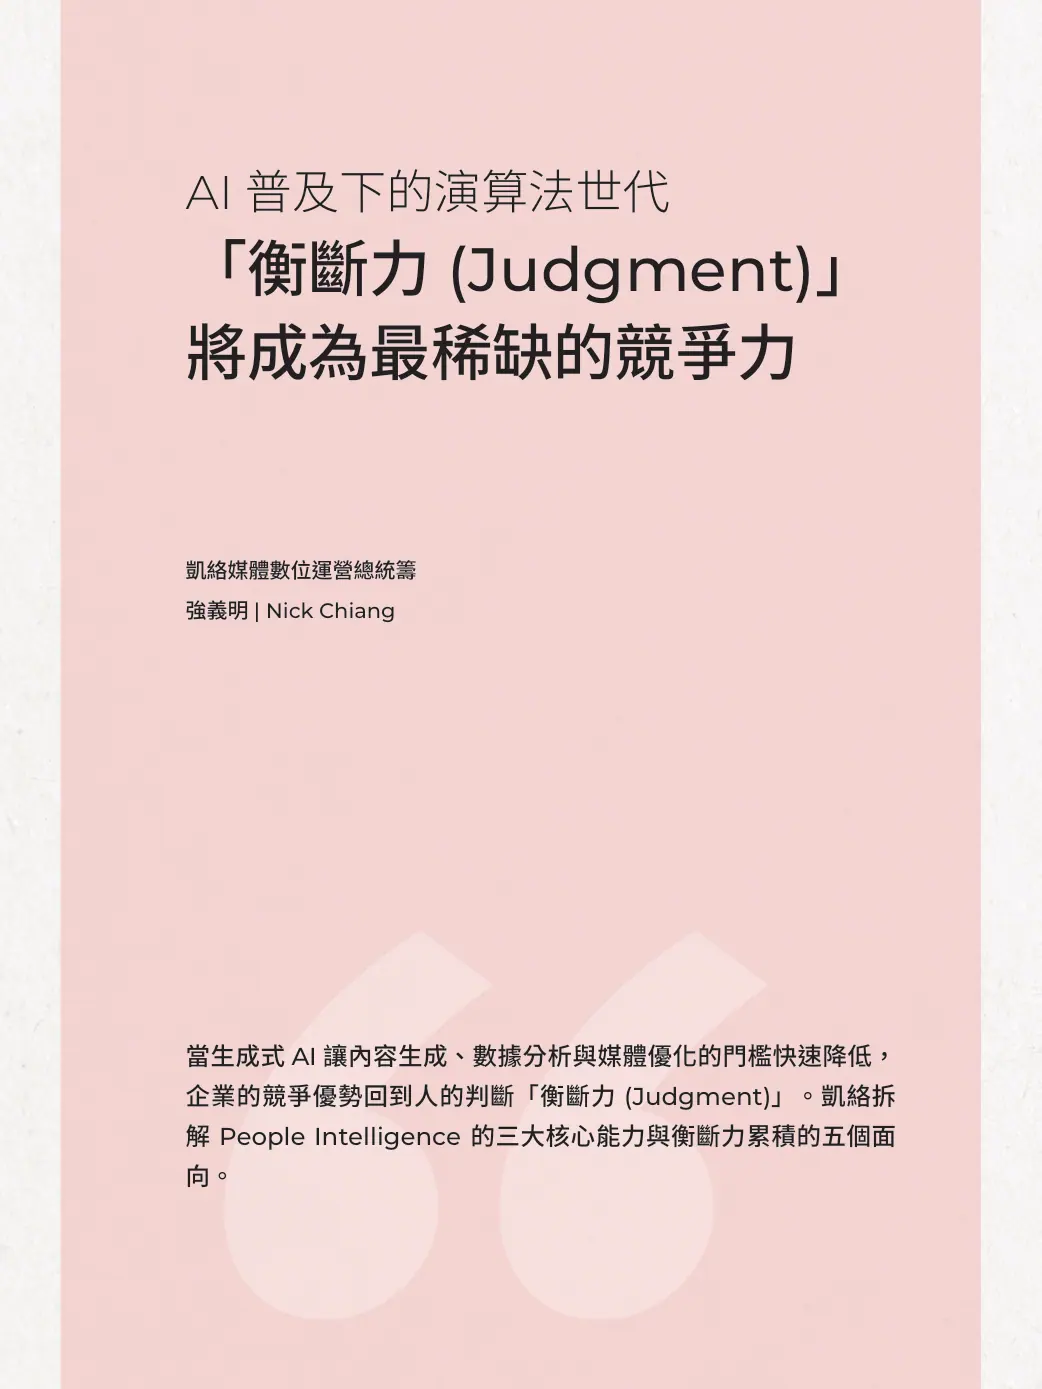 AI 普及下的演算法世代
「衡斷力 (Judgment)」
將成為最稀缺的競爭力
凱絡媒體數位運營總統籌
強義明 | Nick Chiang
當生成式 AI 讓內容生成、數據分析與媒體優化的門檻快速降低，
企業的競爭優勢回到人的判斷「衡斷力 (Judgment)」。凱絡拆
解 People Intelligence 的三大核心能力與衡斷力累積的五個面
向。